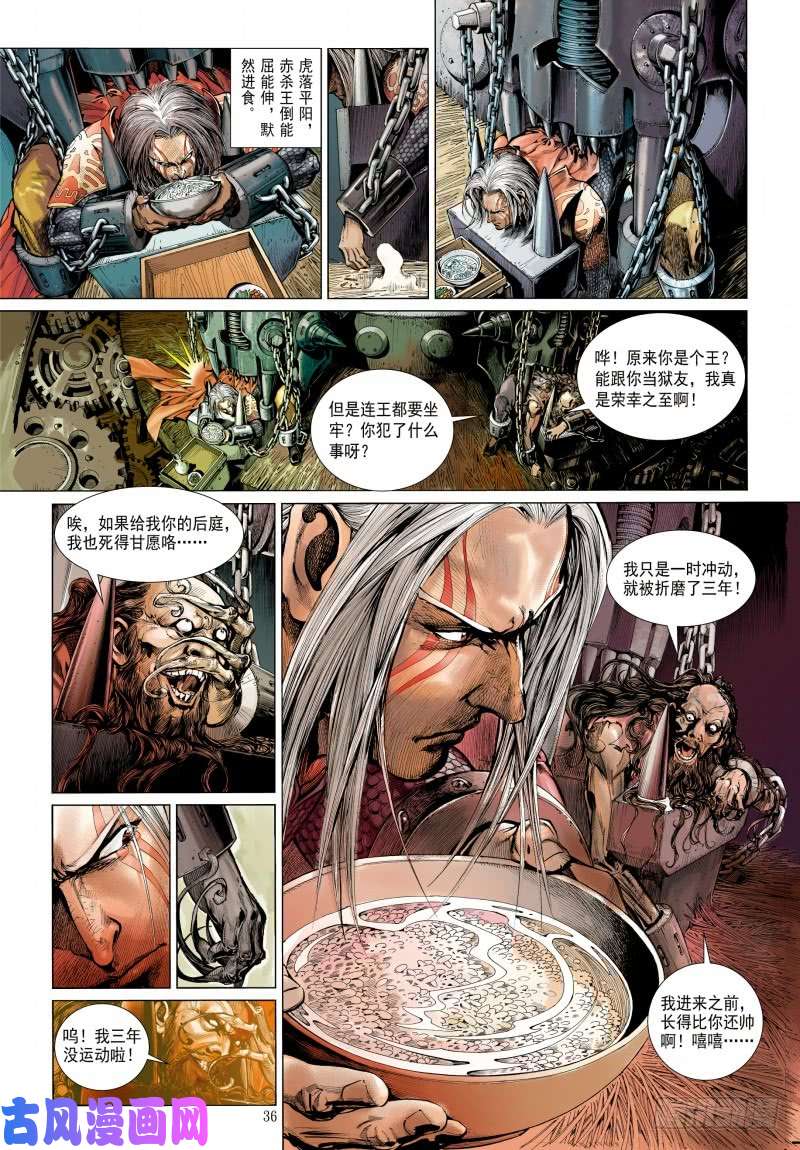 虎落平阳，
赤杀王倒能
屈能伸，默
然进食。
哗！原来你是个王？
能跟你当狱友，我真
是荣幸之至啊！
但是连王都要坐
牢？你犯了什么
事呀？
我只是一时冲动，
就被折磨了三年！
我进来之前，
长得比你还帅
啊！嘻嘻……
唉，如果给我你的后庭，
我也死得甘愿咯……
呜！我三年
没运动啦！
36
古风漫画网